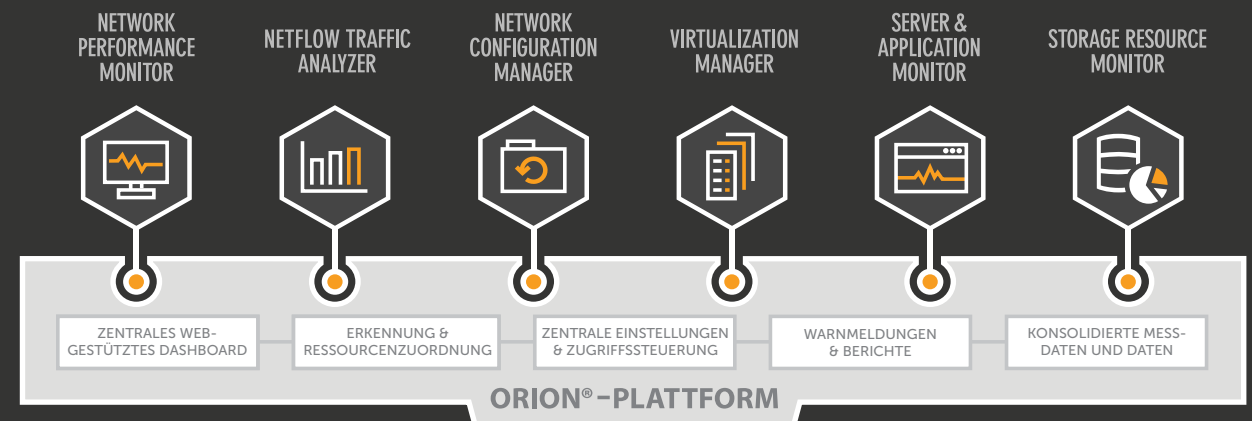 NETWORK
PERFORMANCE
MONITOR
NETFLOW TRAFFIC
ANALYZER
NETWORK
CONFIGURATION
MANAGER
VIRTUALIZATION
MANAGER
SERVER &
APPLICATION
MONITOR
STORAGE RESOURCE
MONITOR
ZENTRALES WEB-
GESTÜTZTES DASHBOARD
ERKENNUNG &
RESSOURCENZUORDNUNG
ZENTRALE EINSTELLUNGEN
& ZUGRIFFSSTEUERUNG
WARNMELDUNGEN
& BERICHTE
KONSOLIDIERTE MESS-
DATEN UND DATEN
ORION®-PLATTFORM